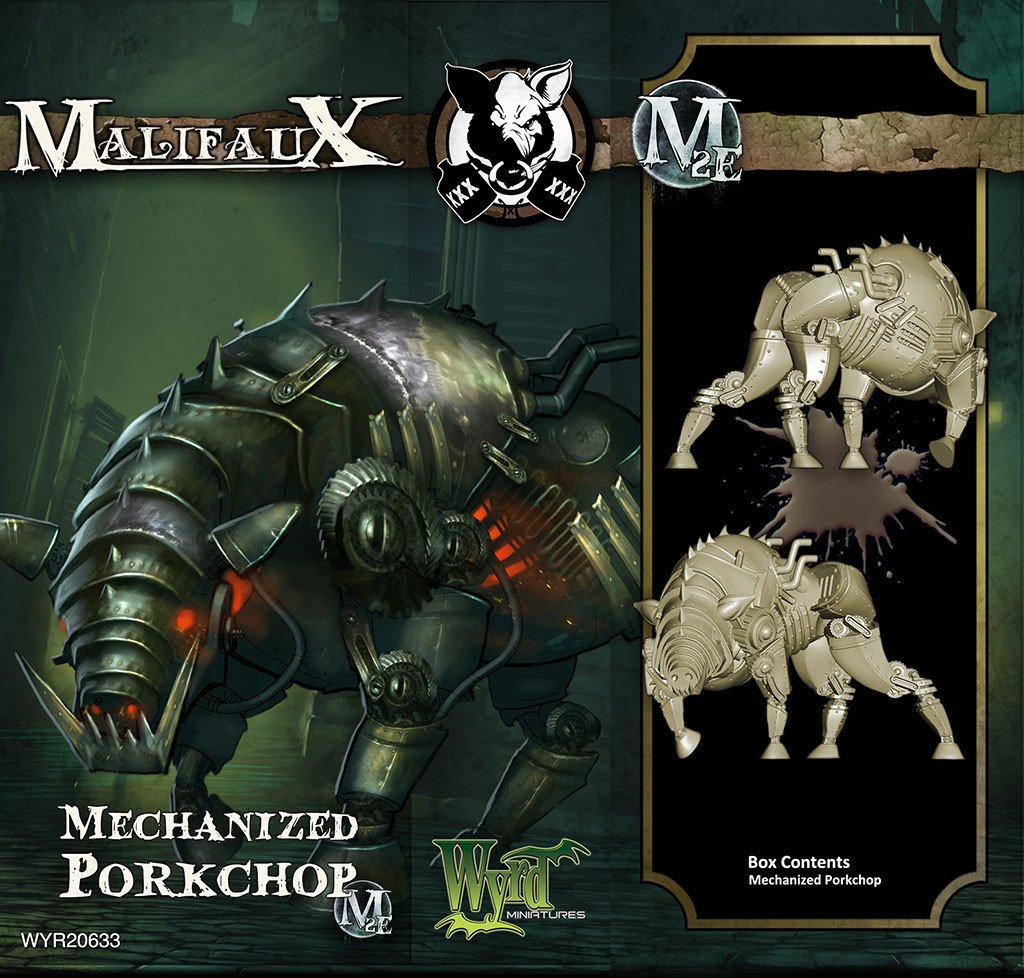 MALIFAUX
XXX XXX
M2E
Box Contents
Mechanized Porkchop
MECHANIZED
PORKCHOP
M2E
Wyrd
MINIATURES
WYR20633